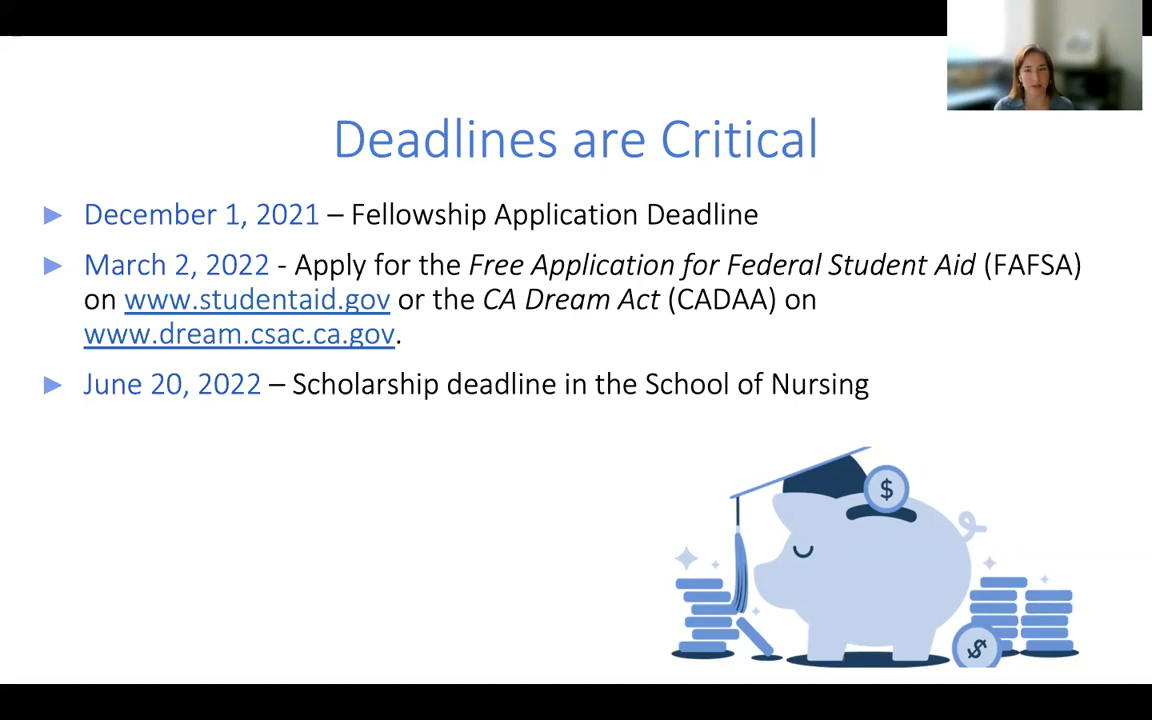 Deadlines are Critical
► December 1, 2021 – Fellowship Application Deadline
► March 2, 2022 - Apply for the Free Application for Federal Student Aid (FAFSA)
on www.studentaid.gov or the CA Dream Act (CADAA) on
www.dream.csac.ca.gov.
► June 20, 2022 – Scholarship deadline in the School of Nursing
$
$